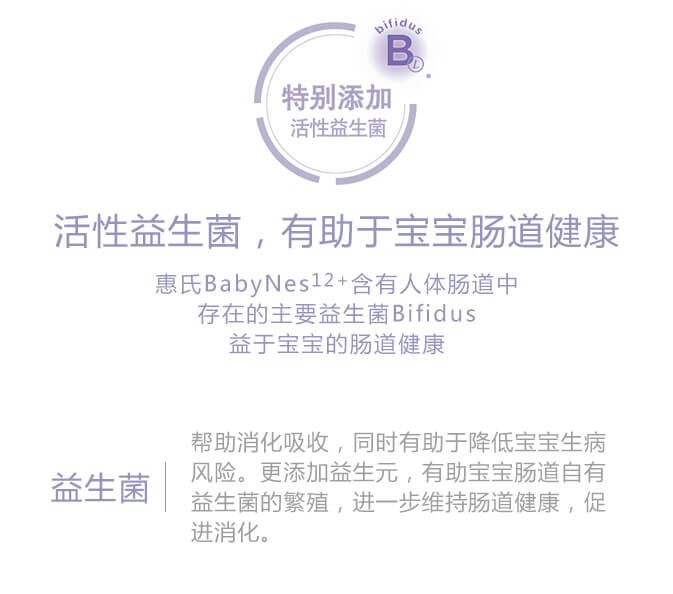 bifidus
B
L
特别添加
活性益生菌
活性益生菌，有助于宝宝肠道健康
惠氏BabyNes12+含有人体肠道中
存在的主要益生菌Bifidus
益于宝宝的肠道健康
益生菌
帮助消化吸收，同时有助于降低宝宝生病
风险。更添加益生元，有助宝宝肠道自有
益生菌的繁殖，进一步维持肠道健康，促
进消化。